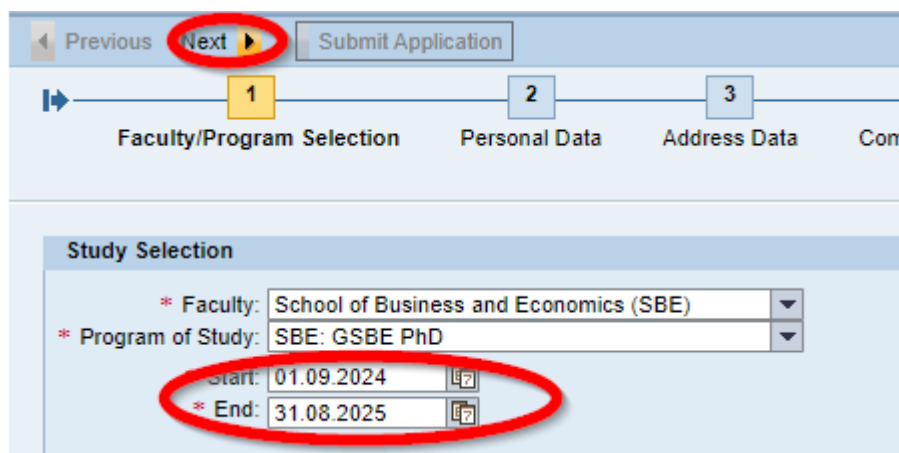 Previous Next Submit Application
1 2 3
Faculty/Program Selection Personal Data Address Data Com
Study Selection
* Faculty: School of Business and Economics (SBE)
* Program of Study: SBE: GSBE PhD
Start: 01.09.2024
* End: 31.08.2025